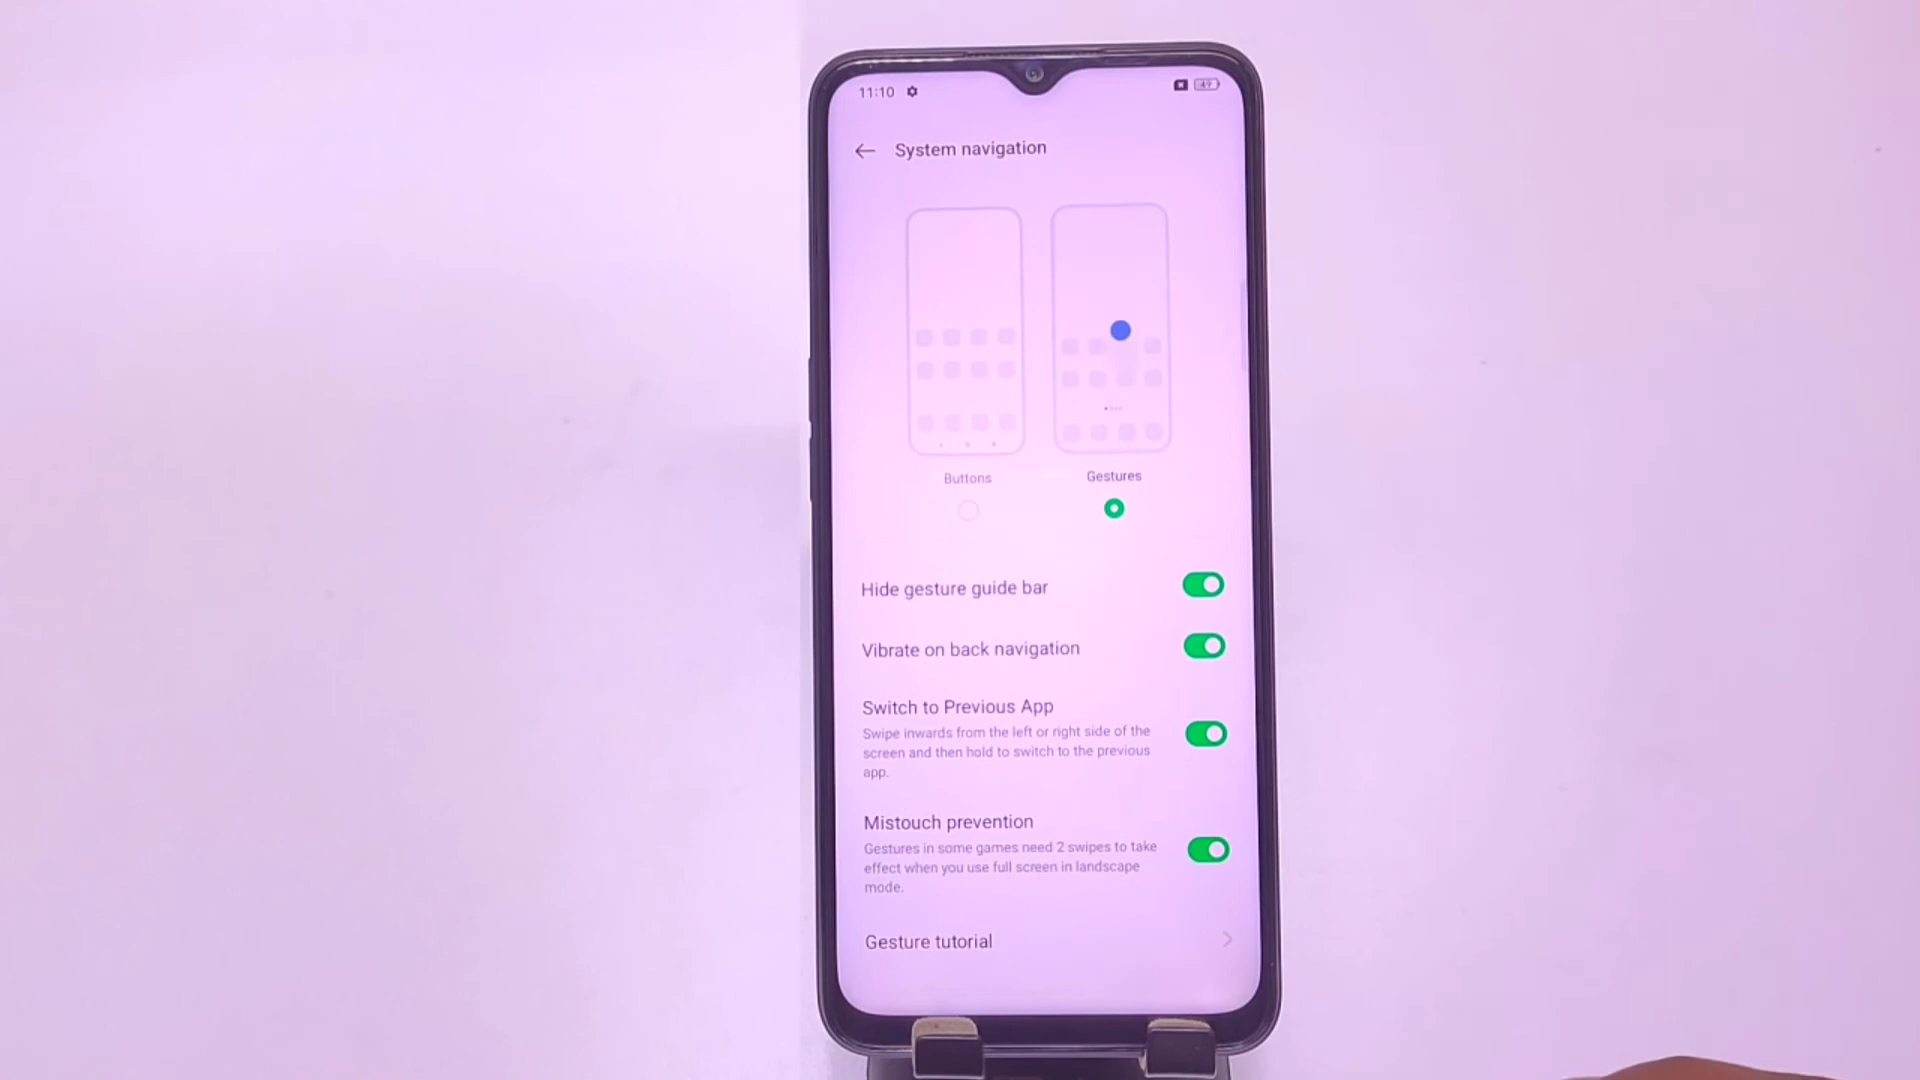 11:10
49
System navigation
Buttons
Gestures
Hide gesture guide bar
Vibrate on back navigation
Switch to Previous App
Swipe inwards from the left or right side of the
screen and then hold to switch to the previous
app.
Mistouch prevention
Gestures in some games need 2 swipes to take
effect when you use full screen in landscape
mode.
Gesture tutorial